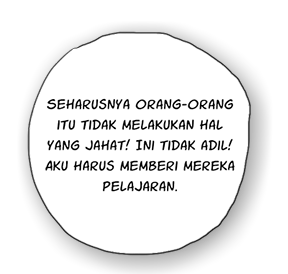 SEHARUSNYA ORANG-ORANG
ITU TIDAK MELAKUKAN HAL
YANG JAHAT! INI TIDAK ADIL!
AKU HARUS MEMBERI MEREKA
PELAJARAN.